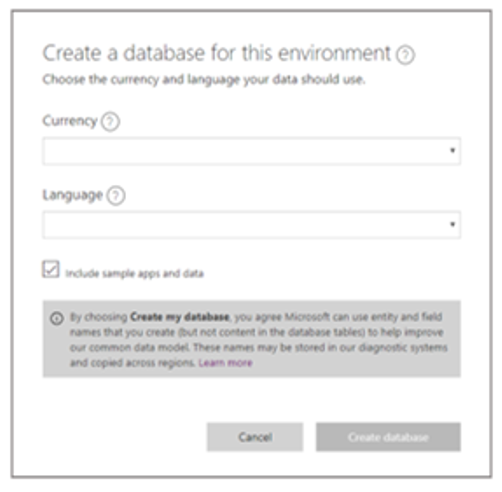 Create a database for this environment ?
Choose the currency and language your data should use.
Currency ?
Language ?
Include sample apps and data
By choosing Create my database, you agree Microsoft can use entity and field
names that you create (but not content in the database tables) to help improve
our common data model. These names may be stored in our diagnostic systems
and copied across regions. Learn more
Cancel
Create database